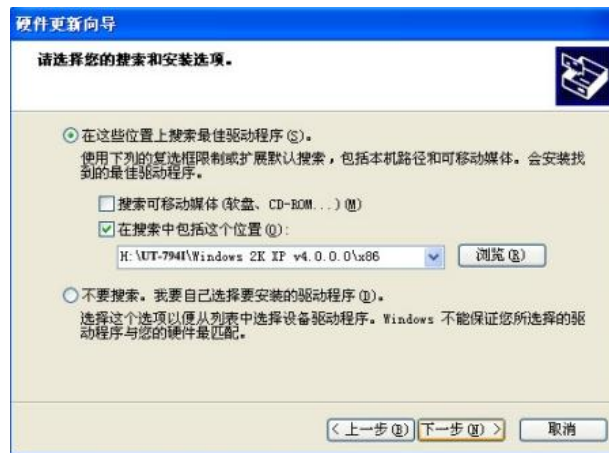 硬件更新向导
请选择您的搜索和安装选项。
在这些位置上搜索最佳驱动程序(S)。
使用下列的复选框限制或扩展默认搜索，包括本机路径和可移动媒体。会安装找
到的最佳驱动程序。
搜索可移动媒体(软盘、CD-ROM...)(M)
在搜索中包括这个位置(O):
H:\UT-794I\Windows 2K XP v4.0.0.0\x86
浏览(R)
不要搜索。我要自己选择要安装的驱动程序(D)。
选择这个选项以便从列表中选择设备驱动程序。Windows 不能保证您所选择的驱
动程序与您的硬件最匹配。
< 上一步(B) 下一步(N) > 取消